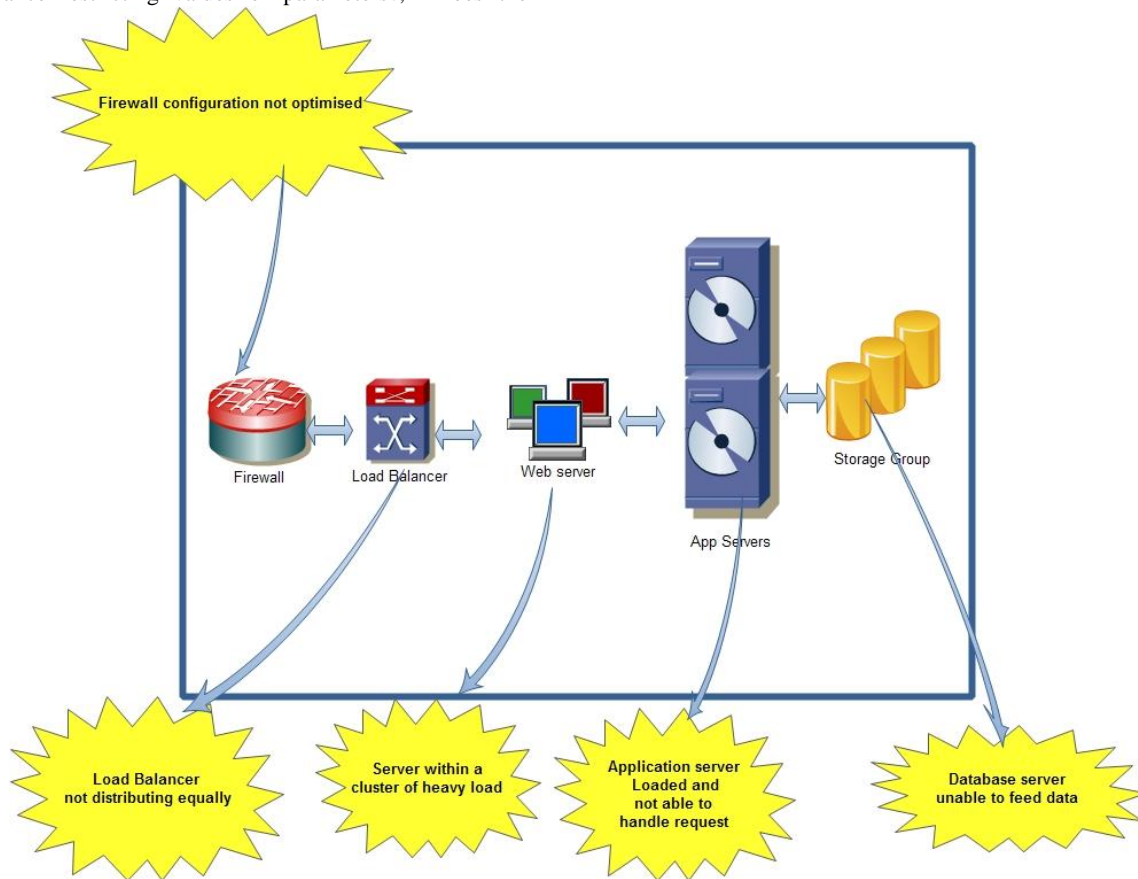 Firewall configuration not optimised
Firewall
Load Balancer
Web server
App Servers
Storage Group
Load Balancer
not distributing equally
Server within a
cluster of heavy load
Application server
Loaded and
not able to
handle request
Database server
unable to feed data